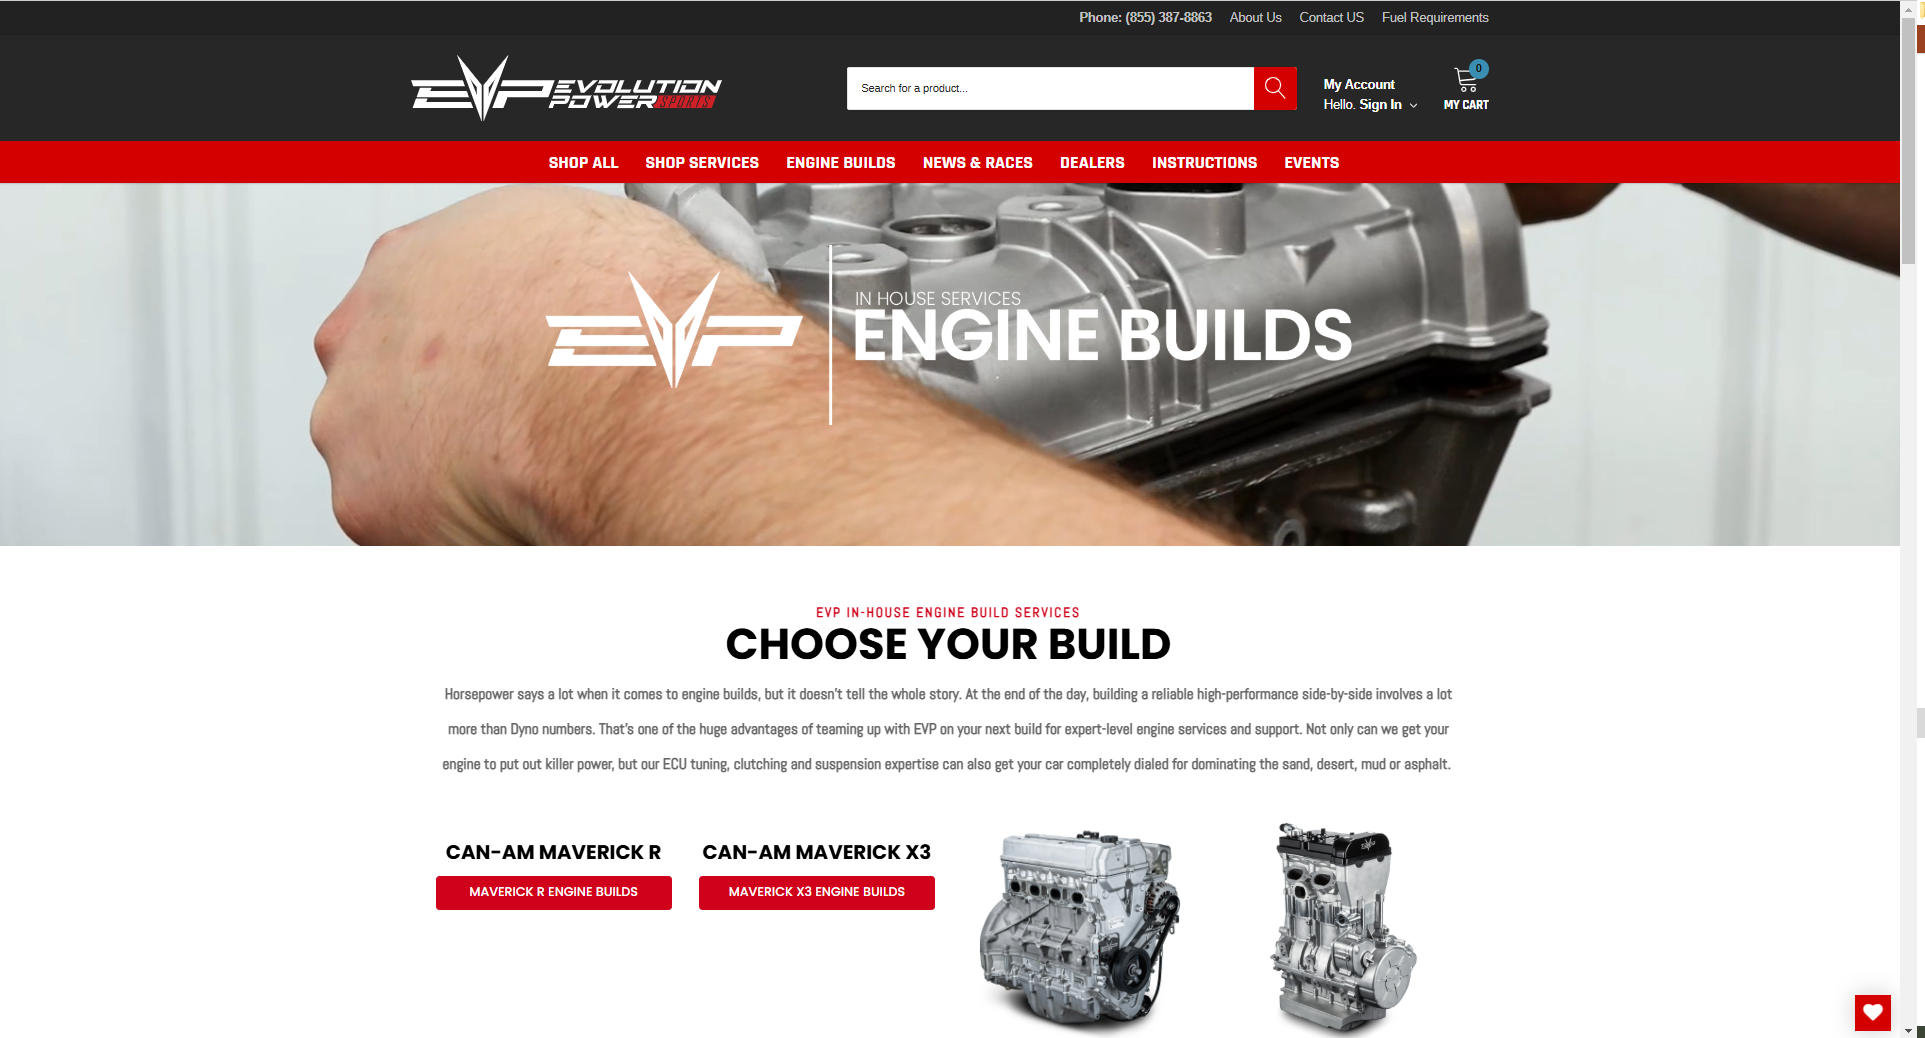 Phone: (855) 387-8863 About Us Contact US Fuel Requirements
EVP EVOLUTION
POWERSPORTS
Search for a product...
My Account
Hello. Sign In
0
MY CART
SHOP ALL SHOP SERVICES ENGINE BUILDS NEWS & RACES DEALERS INSTRUCTIONS EVENTS
EVP
IN HOUSE SERVICES
ENGINE BUILDS
EVP IN-HOUSE ENGINE BUILD SERVICES
CHOOSE YOUR BUILD
Horsepower says a lot when it comes to engine builds, but it doesn't tell the whole story. At the end of the day, building a reliable high-performance side-by-side involves a lot
more than Dyno numbers. That's one of the huge advantages of teaming up with EVP on your next build for expert-level engine services and support. Not only can we get your
engine to put out killer power, but our ECU tuning, clutching and suspension expertise can also get your car completely dialed for dominating the sand, desert, mud or asphalt.
CAN-AM MAVERICK R
MAVERICK R ENGINE BUILDS
CAN-AM MAVERICK X3
MAVERICK X3 ENGINE BUILDS